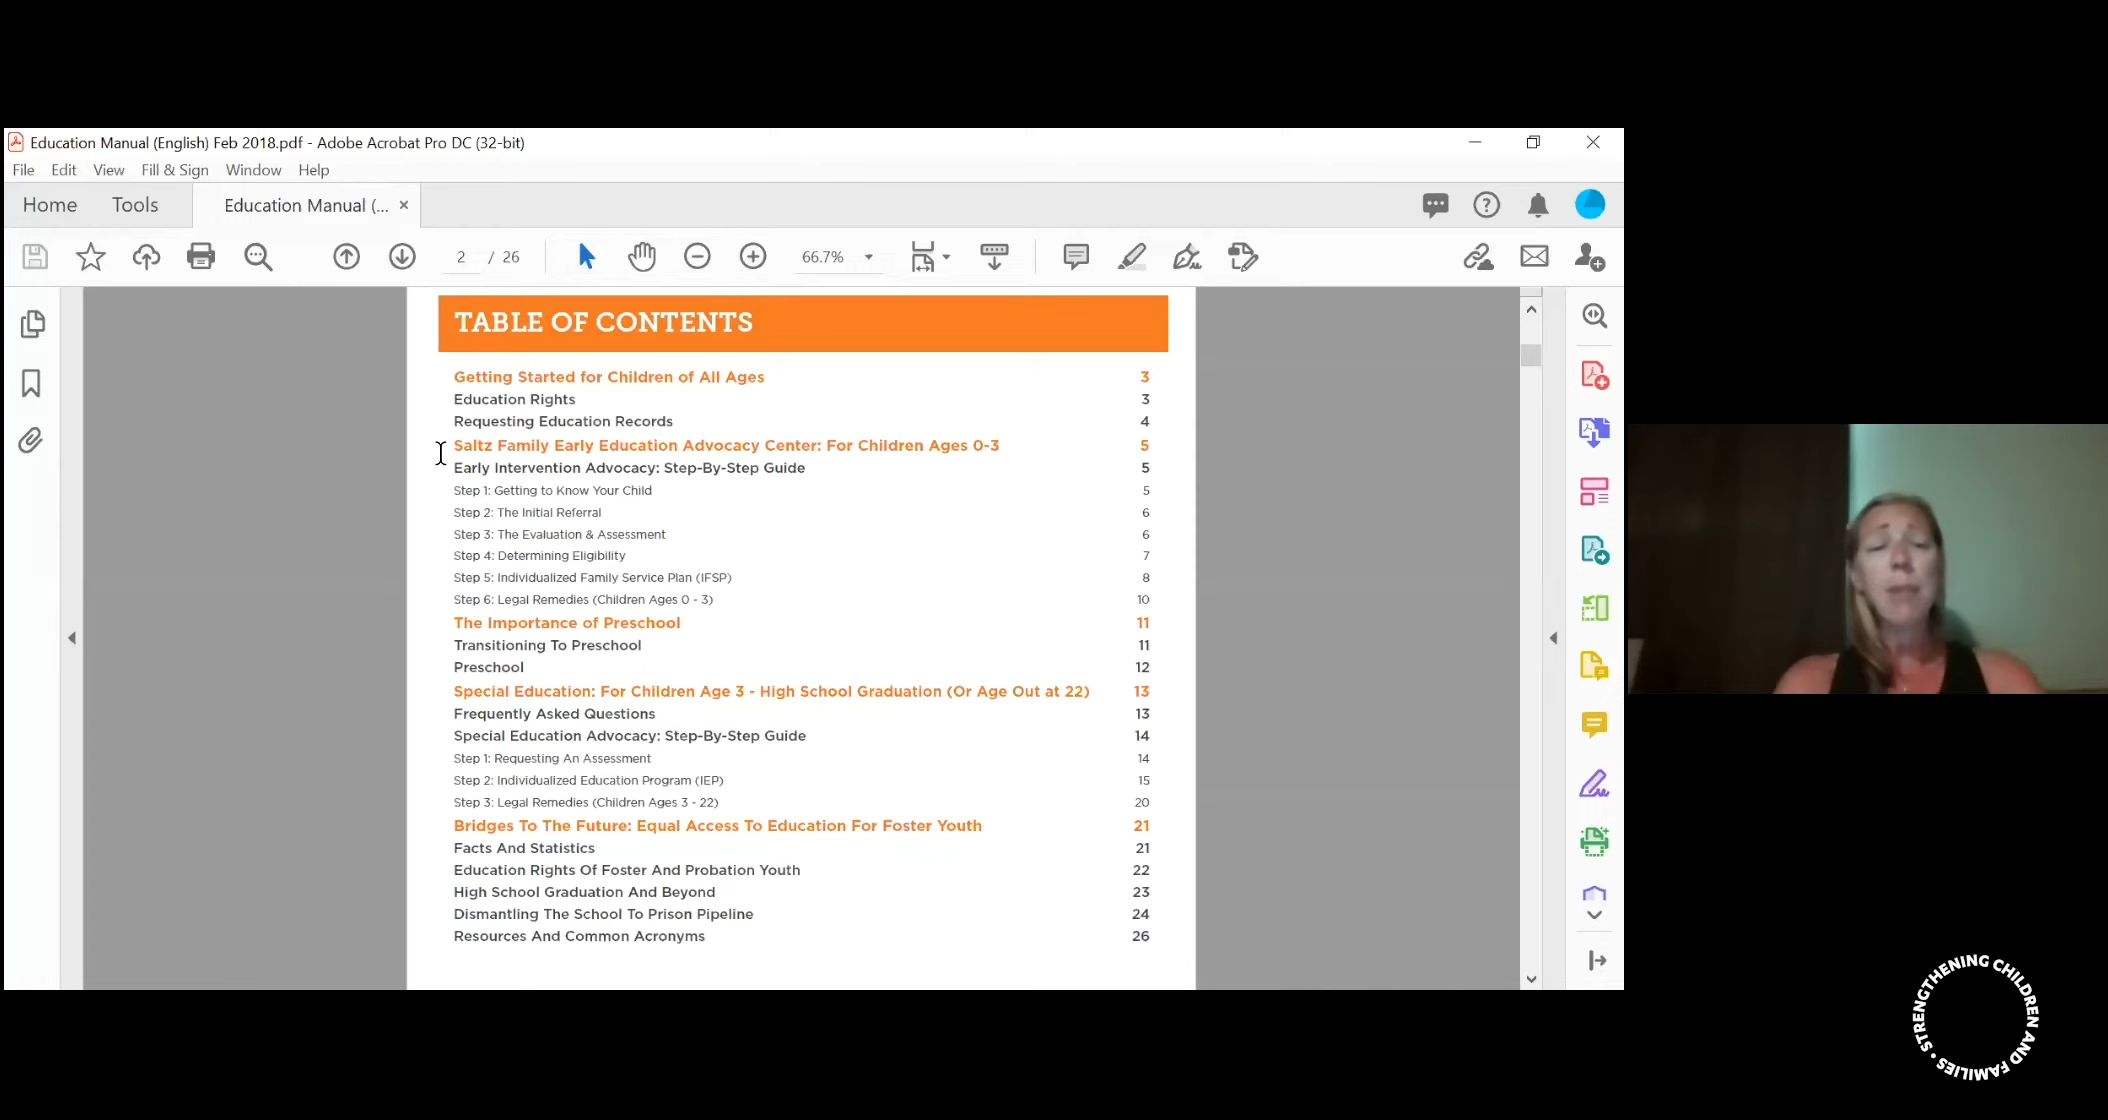 Education Manual (English) Feb 2018.pdf - Adobe Acrobat Pro DC (32-bit)
File Edit View Fill & Sign Window Help
Home Tools Education Manual (... ×
2 / 26 66.7%
TABLE OF CONTENTS
Getting Started for Children of All Ages 3
Education Rights 3
Requesting Education Records 4
Saltz Family Early Education Advocacy Center: For Children Ages 0-3 5
Early Intervention Advocacy: Step-By-Step Guide 5
Step 1: Getting to Know Your Child 5
Step 2: The Initial Referral 6
Step 3: The Evaluation & Assessment 6
Step 4: Determining Eligibility 7
Step 5: Individualized Family Service Plan (IFSP) 8
Step 6: Legal Remedies (Children Ages 0 - 3) 10
The Importance of Preschool 11
Transitioning To Preschool 11
Preschool 12
Special Education: For Children Age 3 - High School Graduation (Or Age Out at 22) 13
Frequently Asked Questions 13
Special Education Advocacy: Step-By-Step Guide 14
Step 1: Requesting An Assessment 14
Step 2: Individualized Education Program (IEP) 15
Step 3: Legal Remedies (Children Ages 3 - 22) 20
Bridges To The Future: Equal Access To Education For Foster Youth 21
Facts And Statistics 21
Education Rights Of Foster And Probation Youth 22
High School Graduation And Beyond 23
Dismantling The School To Prison Pipeline 24
Resources And Common Acronyms 26
STRENGTHENING CHILDREN AND FAMILIES •